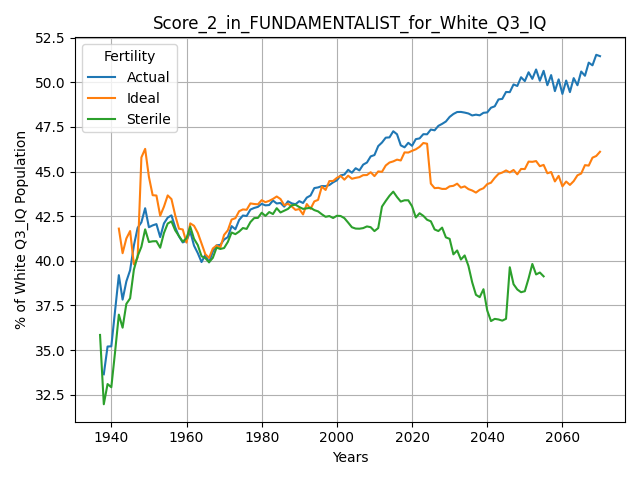 Score_2_in_FUNDAMENTALIST_for_White_Q3_IQ
% of White Q3_IQ Population
52.5
50.0
47.5
45.0
42.5
40.0
37.5
35.0
32.5
Fertility
Actual
Ideal
Sterile
1940
1960
1980
2000
2020
2040
2060
Years